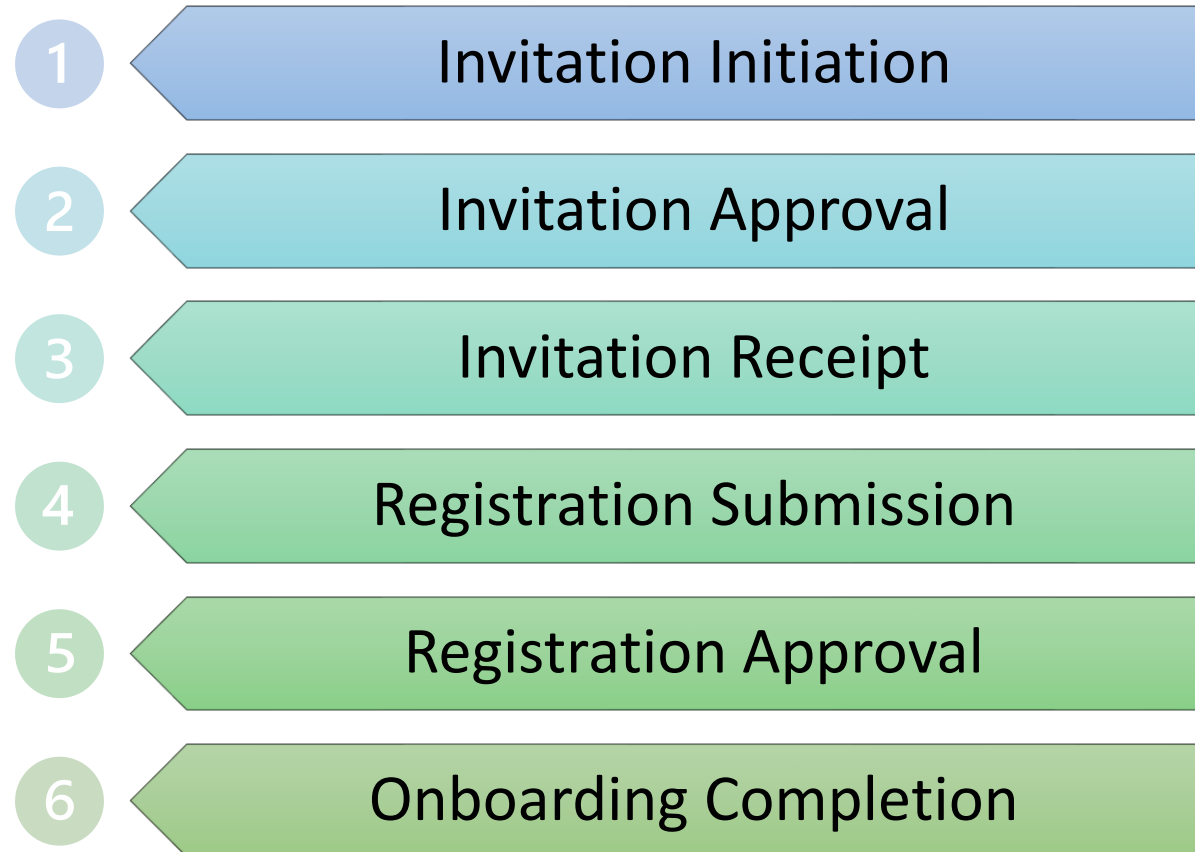 1 Invitation Initiation
2 Invitation Approval
3 Invitation Receipt
4 Registration Submission
5 Registration Approval
6 Onboarding Completion